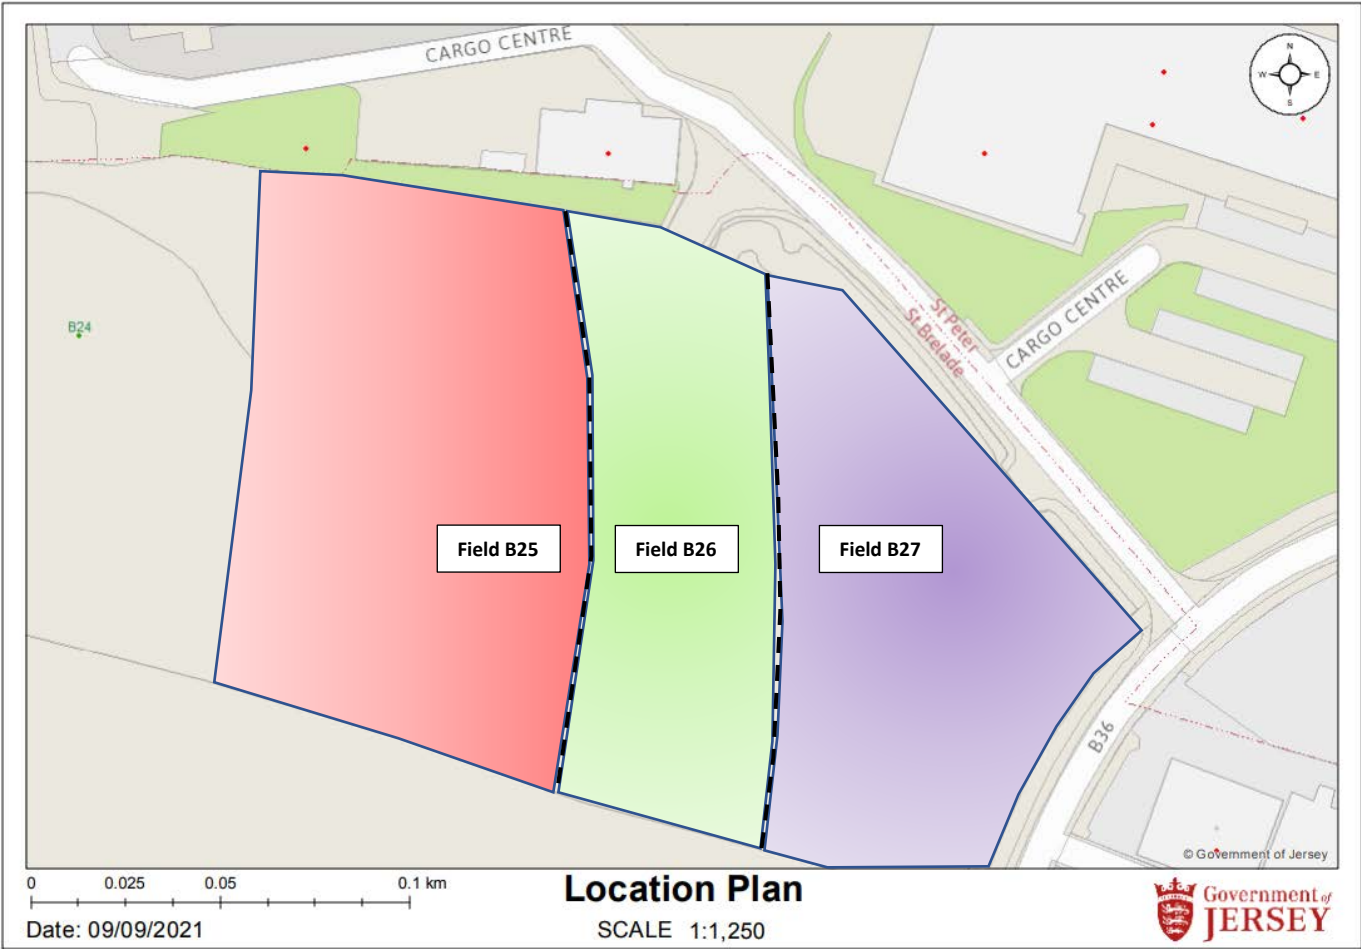 CARGO CENTRE
N
W E
S
B24
St Peter
St Brelade
CARGO CENTRE
Field B25
Field B26
Field B27
B36
© Government of Jersey
0 0.025 0.05 0.1 km
Location Plan
Date: 09/09/2021
SCALE 1:1,250
Government of
JERSEY